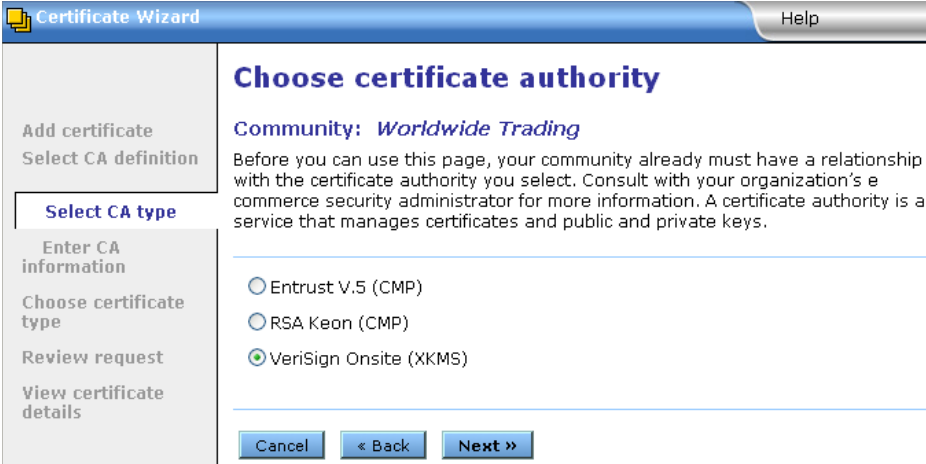 Certificate Wizard
Help
Add certificate
Select CA definition
Select CA type
Enter CA
information
Choose certificate
type
Review request
View certificate
details
Choose certificate authority
Community: Worldwide Trading
Before you can use this page, your community already must have a relationship
with the certificate authority you select. Consult with your organization's e
commerce security administrator for more information. A certificate authority is a
service that manages certificates and public and private keys.
Entrust V.5 (CMP)
RSA Keon (CMP)
VeriSign Onsite (XKMS)
Cancel
« Back
Next »